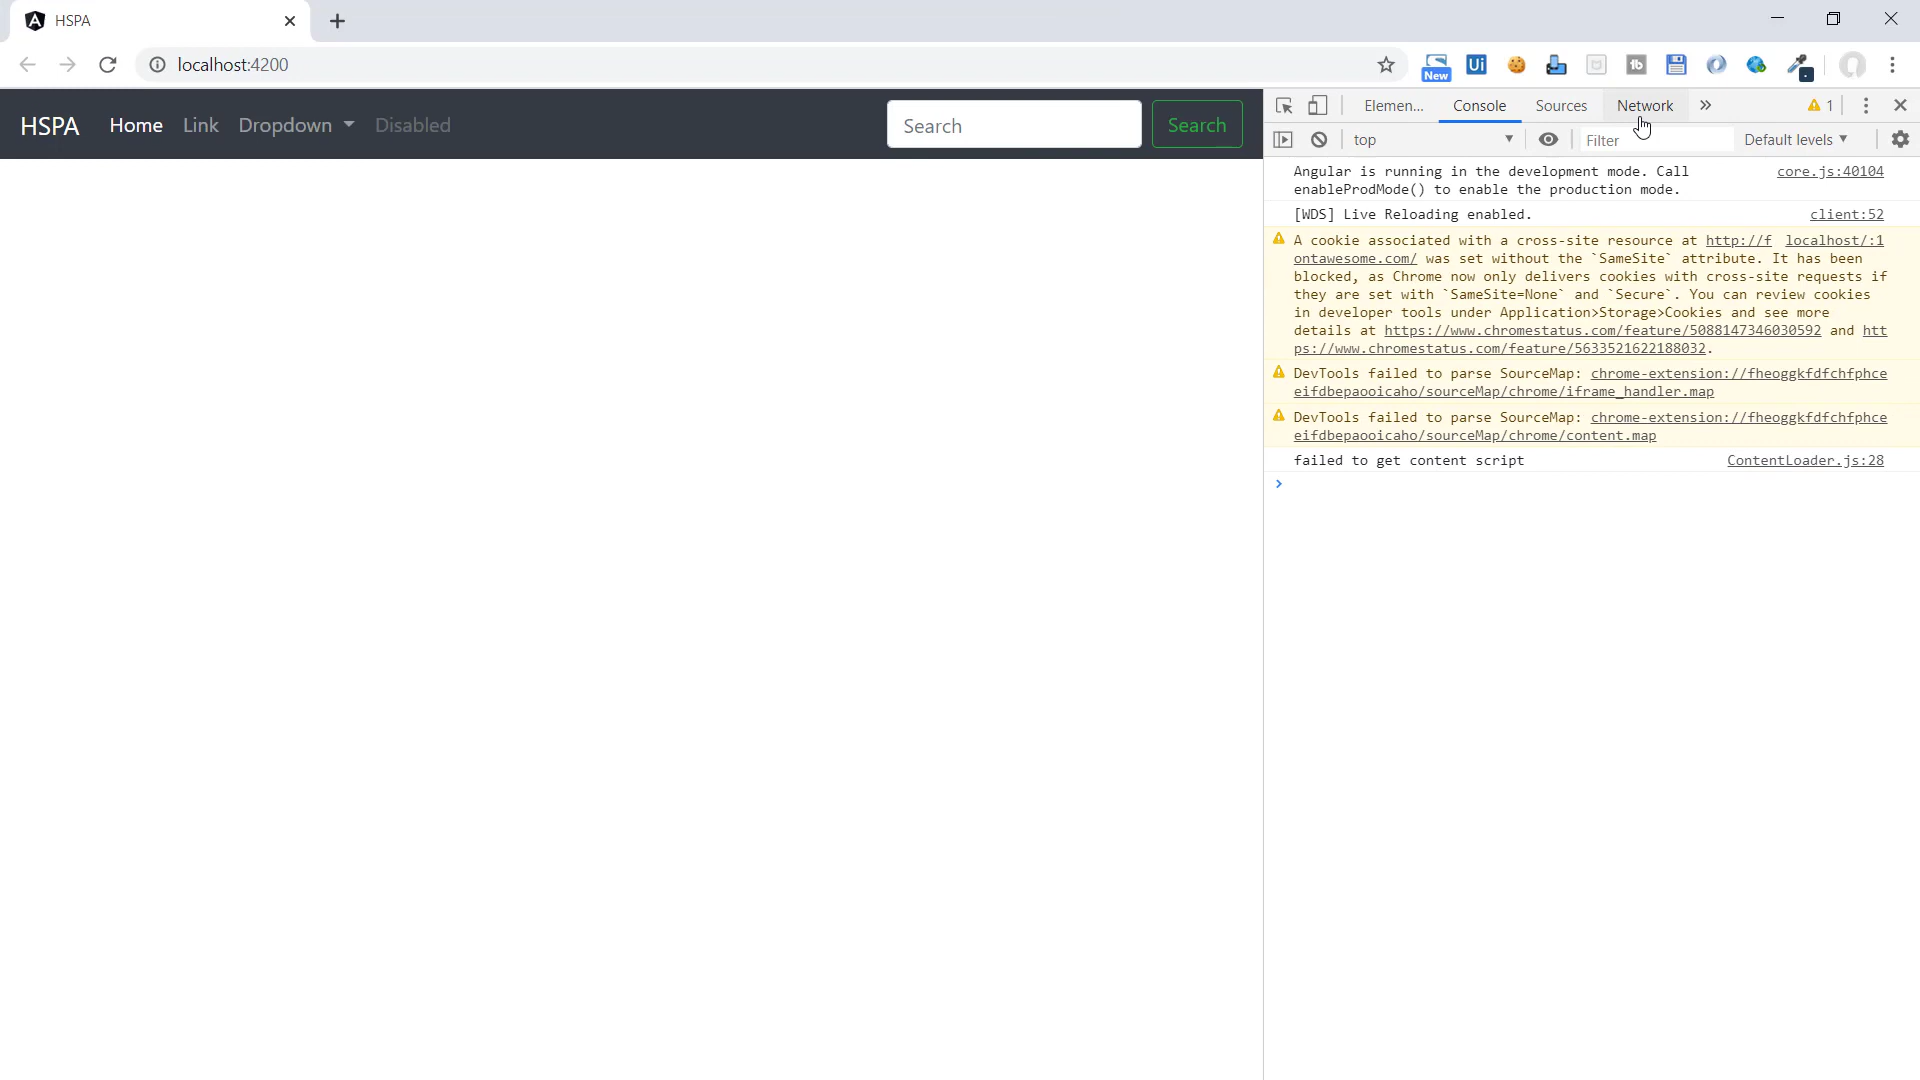 HSPA
localhost:4200
New
Ui
HSPA
Home
Link
Dropdown
Disabled
Search
Search
Elemen...
Console
Sources
Network
1
top
Filter
Default levels
Angular is running in the development mode. Call core.js:40104
enableProdMode() to enable the production mode.
[WDS] Live Reloading enabled. client:52
A cookie associated with a cross-site resource at http://f localhost/:1
ontawesome.com/ was set without the `SameSite` attribute. It has been
blocked, as Chrome now only delivers cookies with cross-site requests if
they are set with `SameSite=None` and `Secure`. You can review cookies
in developer tools under Application>Storage>Cookies and see more
details at https://www.chromestatus.com/feature/5088147346030592 and htt
ps://www.chromestatus.com/feature/5633521622188032.
DevTools failed to parse SourceMap: chrome-extension://fheoggkfdfchfphce
eifdbepaooicaho/sourceMap/chrome/iframe_handler.map
DevTools failed to parse SourceMap: chrome-extension://fheoggkfdfchfphce
eifdbepaooicaho/sourceMap/chrome/content.map
failed to get content script ContentLoader.js:28